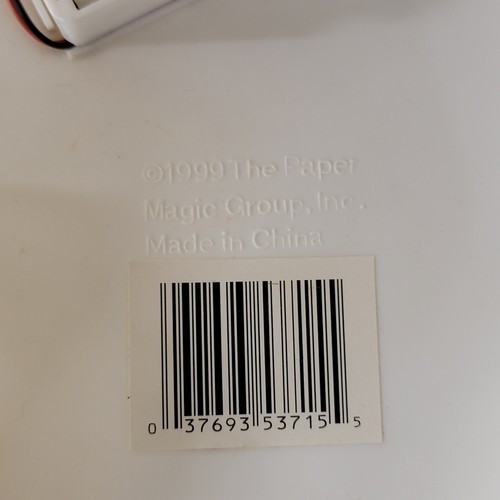 ©1999 The Paper
Magic Group, Inc.
Made in China
0 37693 53715 5